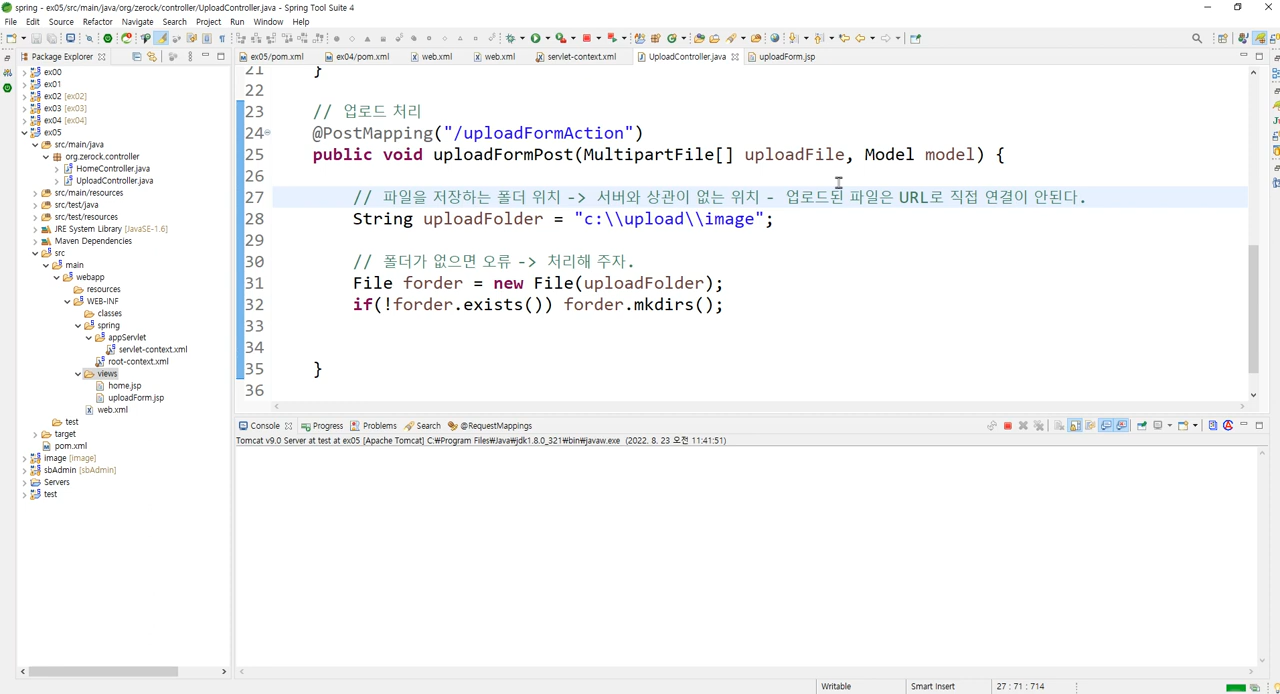 spring - ex05/src/main/java/org/zerock/controller/UploadController.java - Spring Tool Suite 4
File Edit Source Refactor Navigate Search Project Run Window Help
Package Explorer
ex05/pom.xml ex04/pom.xml web.xml web.xml servlet-context.xml UploadController.java uploadForm.jsp
ex00
ex01
ex02 [ex02]
ex03 [ex03]
ex04 [ex04]
ex05
src/main/java
org.zerock.controller
HomeController.java
UploadController.java
src/main/resources
src/test/java
src/test/resources
JRE System Library [JavaSE-1.6]
Maven Dependencies
src
main
webapp
resources
WEB-INF
classes
spring
appServlet
servlet-context.xml
root-context.xml
views
home.jsp
uploadForm.jsp
web.xml
test
target
pom.xml
image [image]
sbAdmin [sbAdmin]
Servers
test
21 }
22
23 // 업로드 처리
24 @PostMapping("/uploadFormAction")
25 public void uploadFormPost(MultipartFile[] uploadFile, Model model) {
26
27 // 파일을 저장하는 폴더 위치 -> 서버와 상관이 없는 위치 - 업로드된 파일은 URL로 직접 연결이 안된다.
28 String uploadFolder = "c:\\upload\\image";
29
30 // 폴더가 없으면 오류 -> 처리해 주자.
31 File forder = new File(uploadFolder);
32 if(!forder.exists()) forder.mkdirs();
33
34
35 }
36
Console Progress Problems Search @RequestMappings
Tomcat v9.0 Server at test at ex05 [Apache Tomcat] C:₩Program Files₩Java₩jdk1.8.0_321₩bin₩javaw.exe (2022. 8. 23 오전 11:41:51)
Writable Smart Insert 27 : 71 : 714